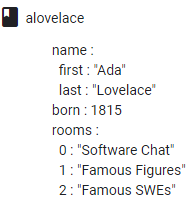 alovelace
name :
first : "Ada"
last : "Lovelace"
born : 1815
rooms :
0 : "Software Chat"
1 : "Famous Figures"
2 : "Famous SWEs"